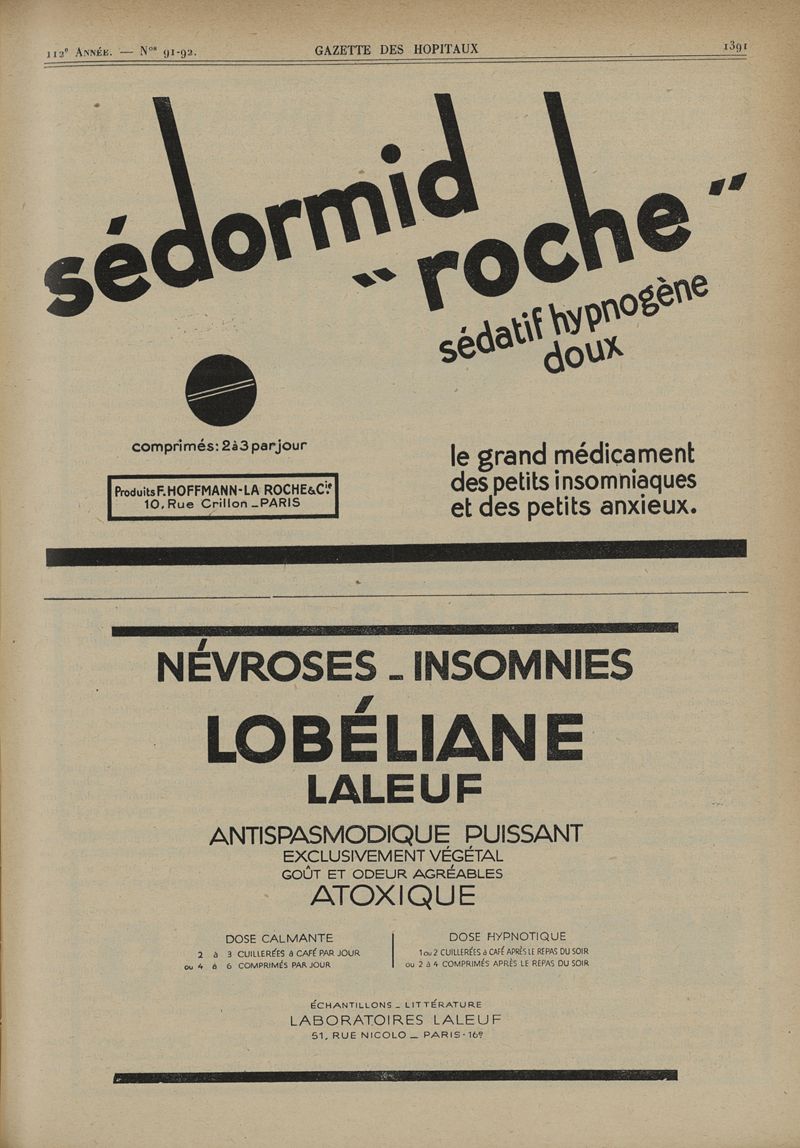 112e ANNÉE. — Nos 91-92.
GAZETTE DES HOPITAUX
1391
sédormid
"roche"
sédatif hypnogène
doux
comprimés: 2 à 3 par jour
Produits F. HOFFMANN-LA ROCHE & Cie
10, Rue Crillon _ PARIS
le grand médicament
des petits insomniaques
et des petits anxieux.
NÉVROSES _ INSOMNIES
LOBÉLIANE
LALEUF
ANTISPASMODIQUE PUISSANT
EXCLUSIVEMENT VÉGÉTAL
GOÛT ET ODEUR AGRÉABLES
ATOXIQUE
DOSE CALMANTE
2 à 3 CUILLERÉES à CAFÉ PAR JOUR
ou 4 à 6 COMPRIMÉS PAR JOUR
DOSE HYPNOTIQUE
1 ou 2 CUILLERÉES à CAFÉ APRÈS LE REPAS DU SOIR
ou 2 à 4 COMPRIMÉS APRÈS LE REPAS DU SOIR
ÉCHANTILLONS _ LITTÉRATURE
LABORATOIRES LALEUF
51, RUE NICOLO _ PARIS-16e